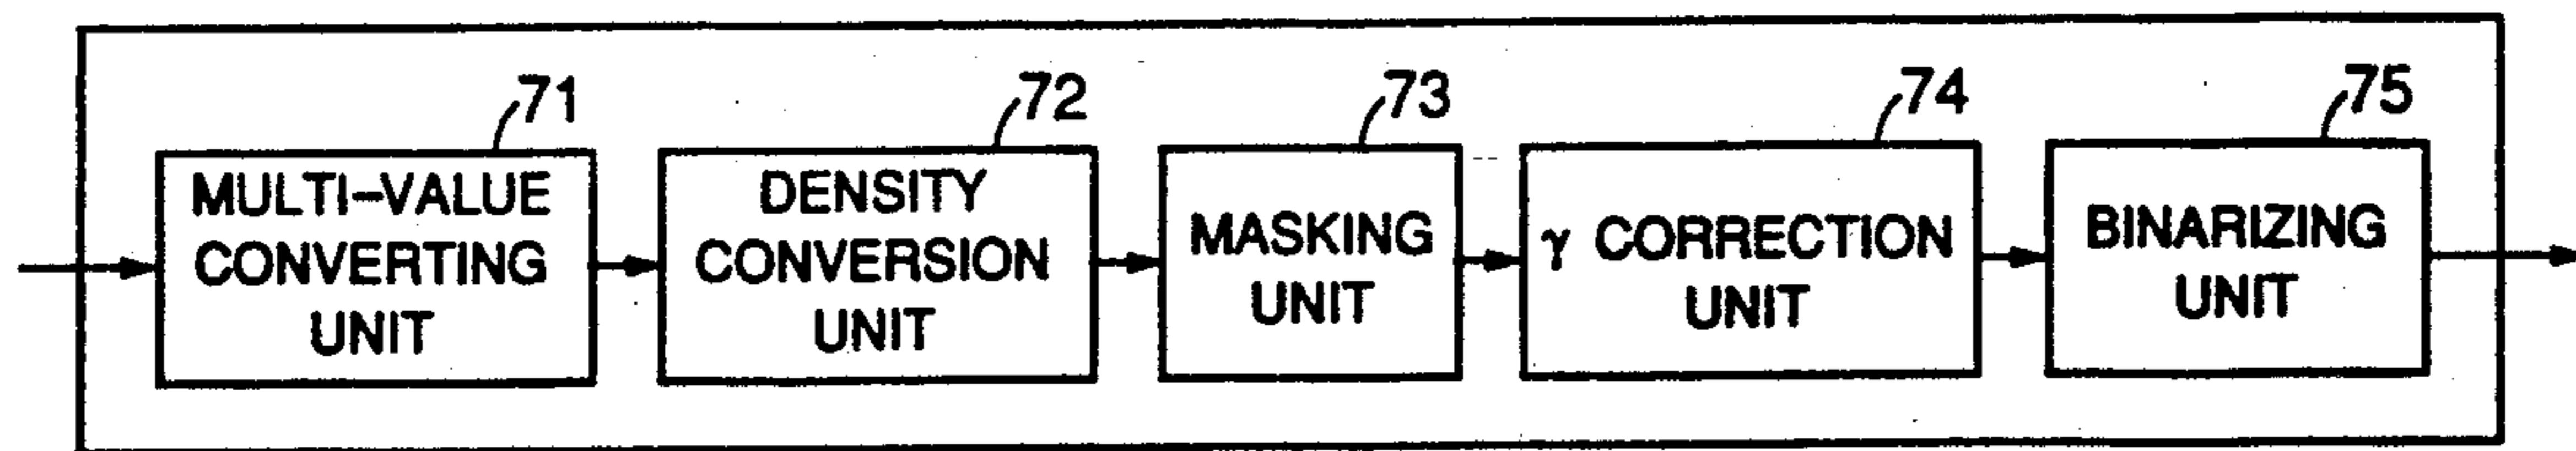 71
72
73
74
75
MULTI-VALUE
CONVERTING
UNIT
DENSITY
CONVERSION
UNIT
MASKING
UNIT
γ CORRECTION
UNIT
BINARIZING
UNIT